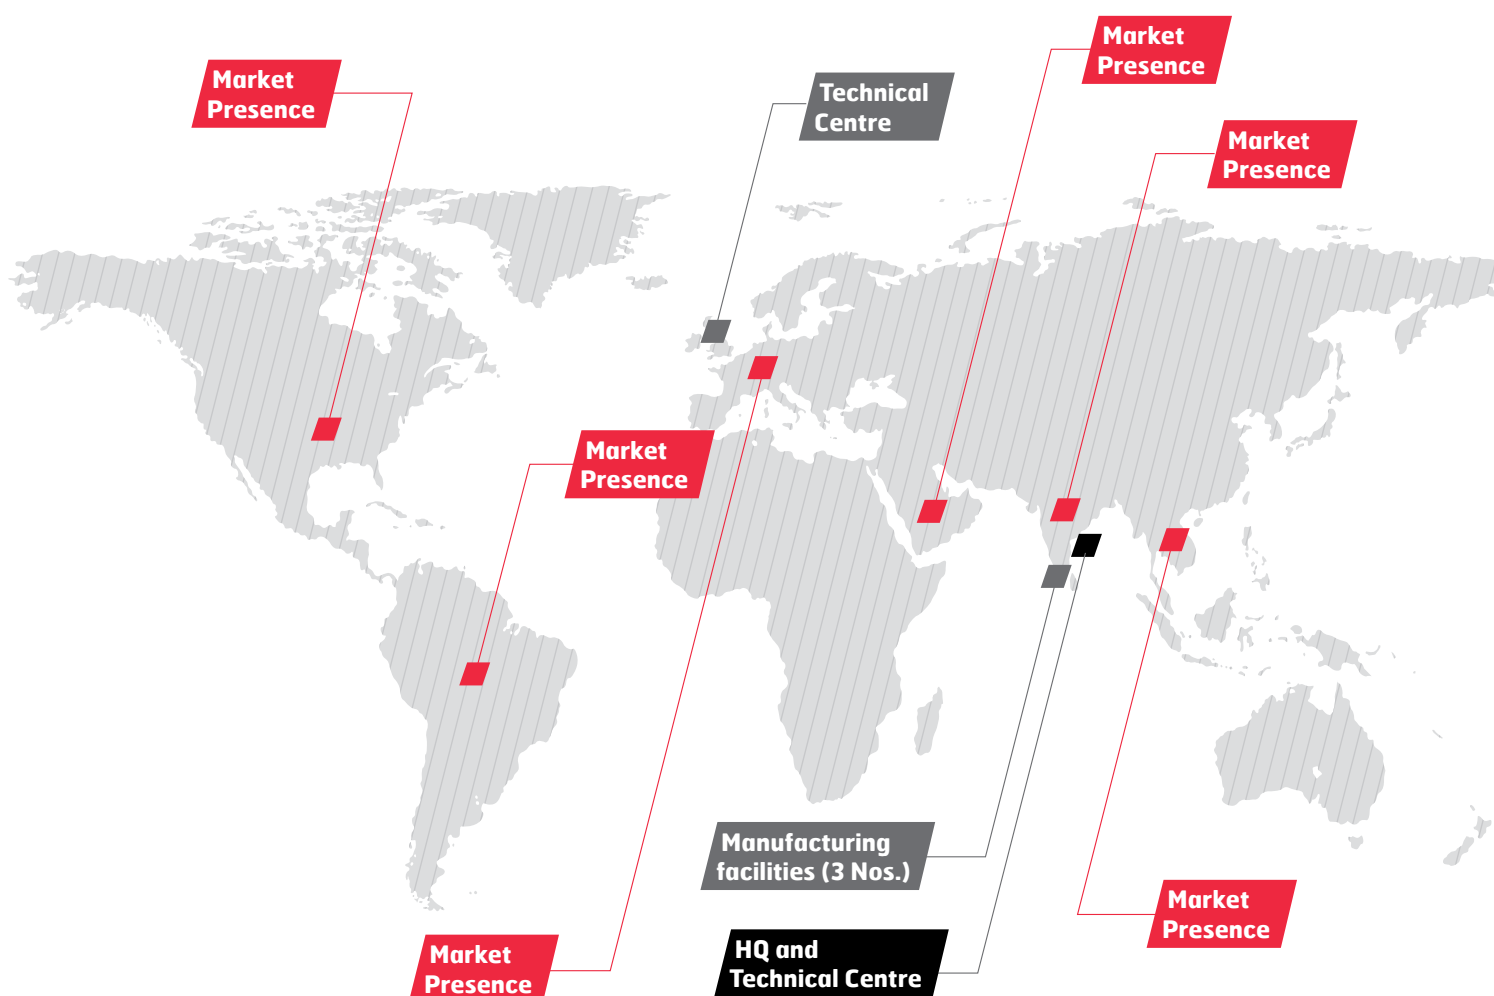 Market
Presence
Market
Presence
Technical
Centre
Market
Presence
Market
Presence
Manufacturing
facilities (3 Nos.)
Market
Presence
Market
Presence
HQ and
Technical Centre